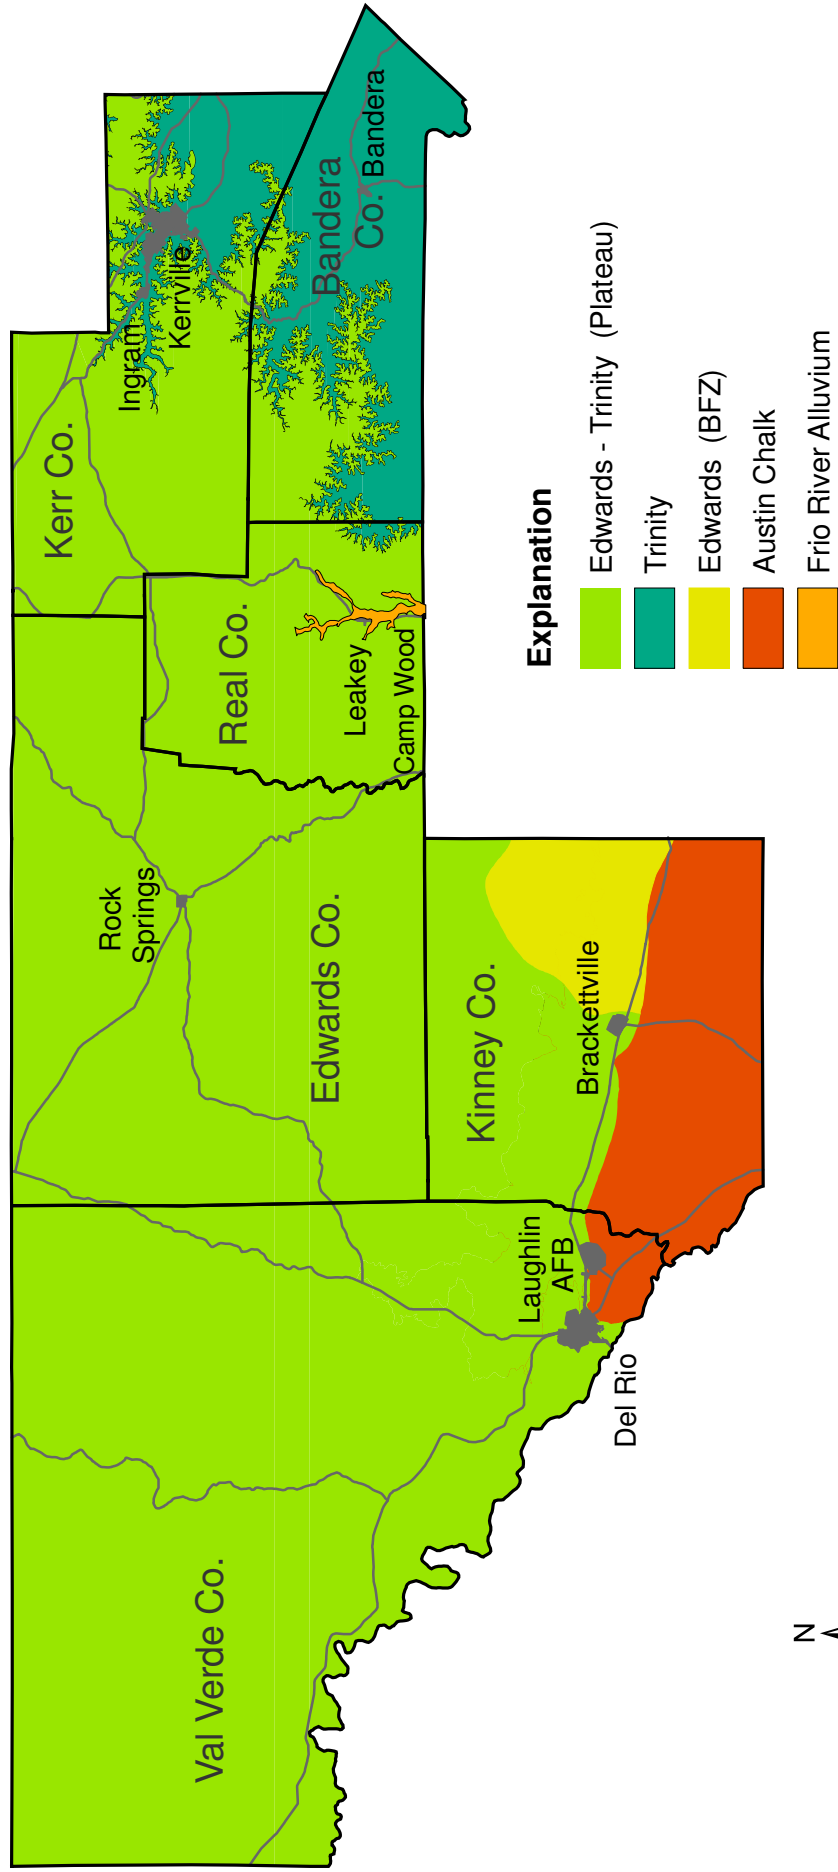 Val Verde Co.
Edwards Co.
Rock
Springs
Kerr Co.
Ingram
Kerrville
Real Co.
Leakey
Camp Wood
Bandera
Co.
Bandera
Kinney Co.
Brackettville
Laughlin
AFB
Del Rio
Explanation
Edwards - Trinity (Plateau)
Trinity
Edwards (BFZ)
Austin Chalk
Frio River Alluvium
N